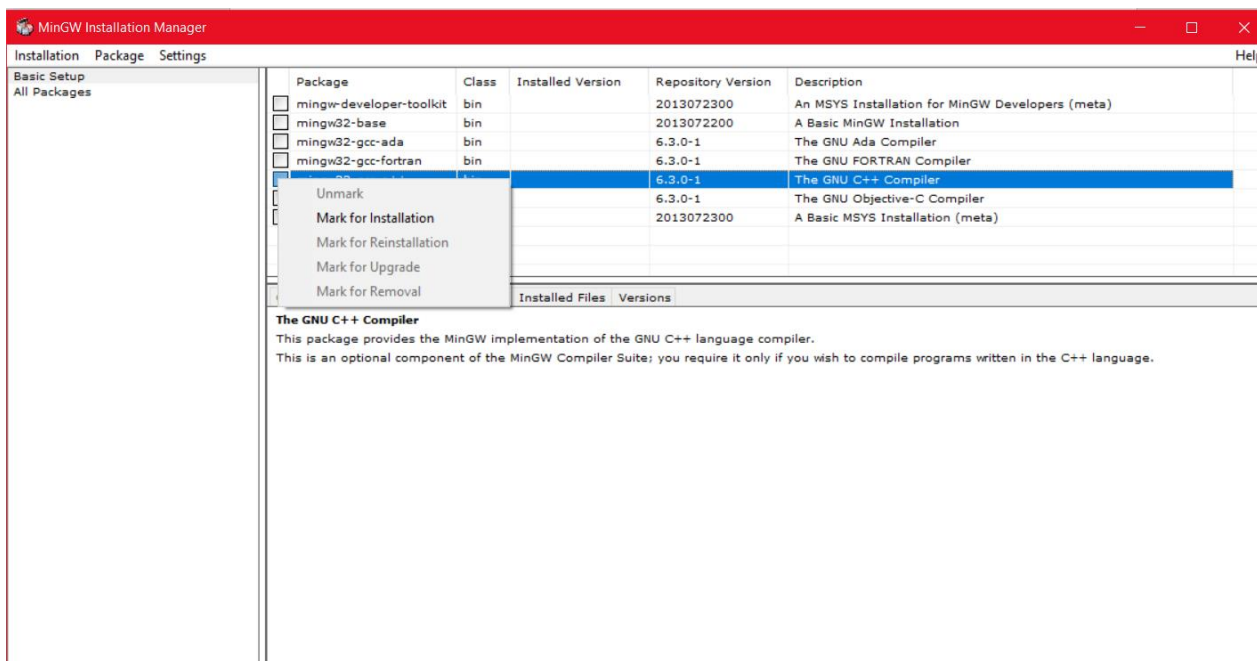 MinGW Installation Manager
Installation Package Settings Hel
Basic Setup
All Packages
Package Class Installed Version Repository Version Description
mingw-developer-toolkit bin 2013072300 An MSYS Installation for MinGW Developers (meta)
mingw32-base bin 2013072200 A Basic MinGW Installation
mingw32-gcc-ada bin 6.3.0-1 The GNU Ada Compiler
mingw32-gcc-fortran bin 6.3.0-1 The GNU FORTRAN Compiler
6.3.0-1 The GNU C++ Compiler
6.3.0-1 The GNU Objective-C Compiler
2013072300 A Basic MSYS Installation (meta)
Unmark
Mark for Installation
Mark for Reinstallation
Mark for Upgrade
Mark for Removal
Installed Files Versions
The GNU C++ Compiler
This package provides the MinGW implementation of the GNU C++ language compiler.
This is an optional component of the MinGW Compiler Suite; you require it only if you wish to compile programs written in the C++ language.